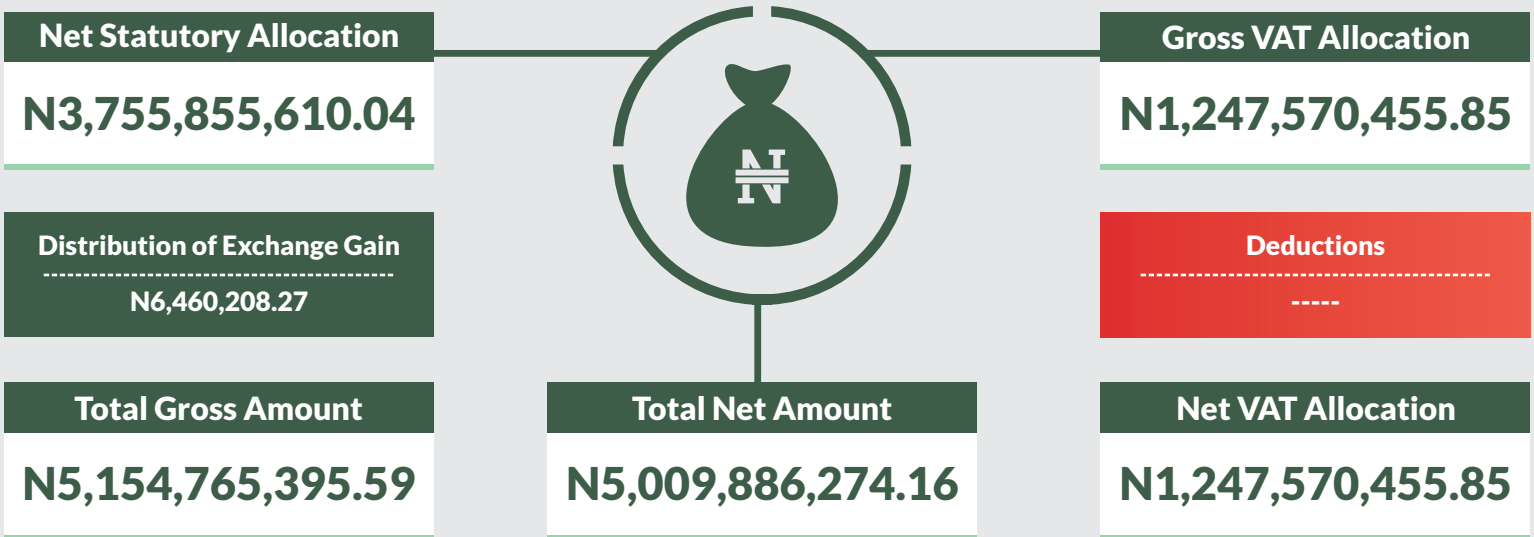 Net Statutory Allocation
N3,755,855,610.04
Gross VAT Allocation
N1,247,570,455.85
₦
Distribution of Exchange Gain
-------------------------------------------
N6,460,208.27
Deductions
-------------------------------------------
-----
Total Gross Amount
N5,154,765,395.59
Total Net Amount
N5,009,886,274.16
Net VAT Allocation
N1,247,570,455.85